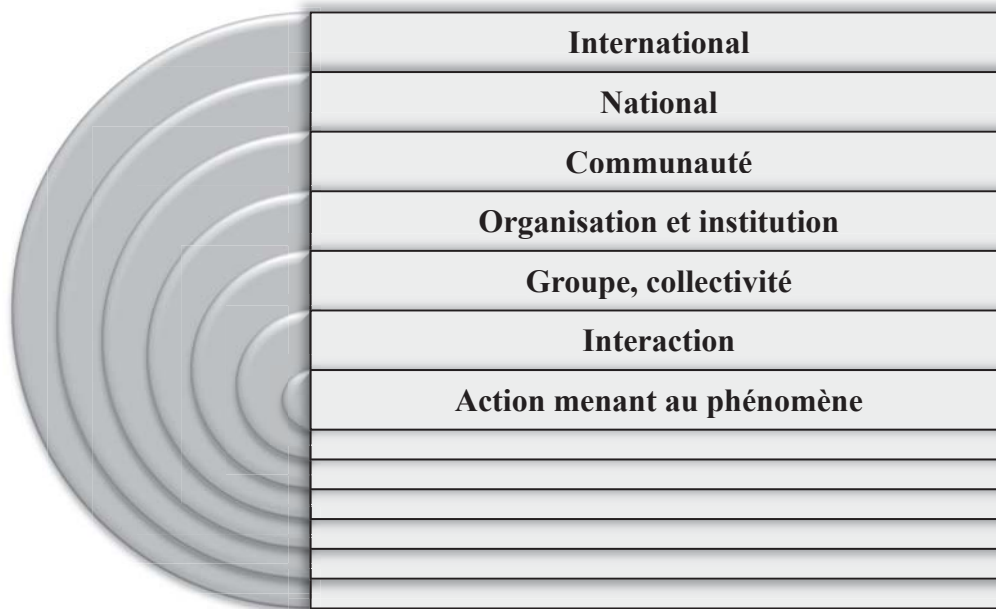 International
National
Communauté
Organisation et institution
Groupe, collectivité
Interaction
Action menant au phénomène